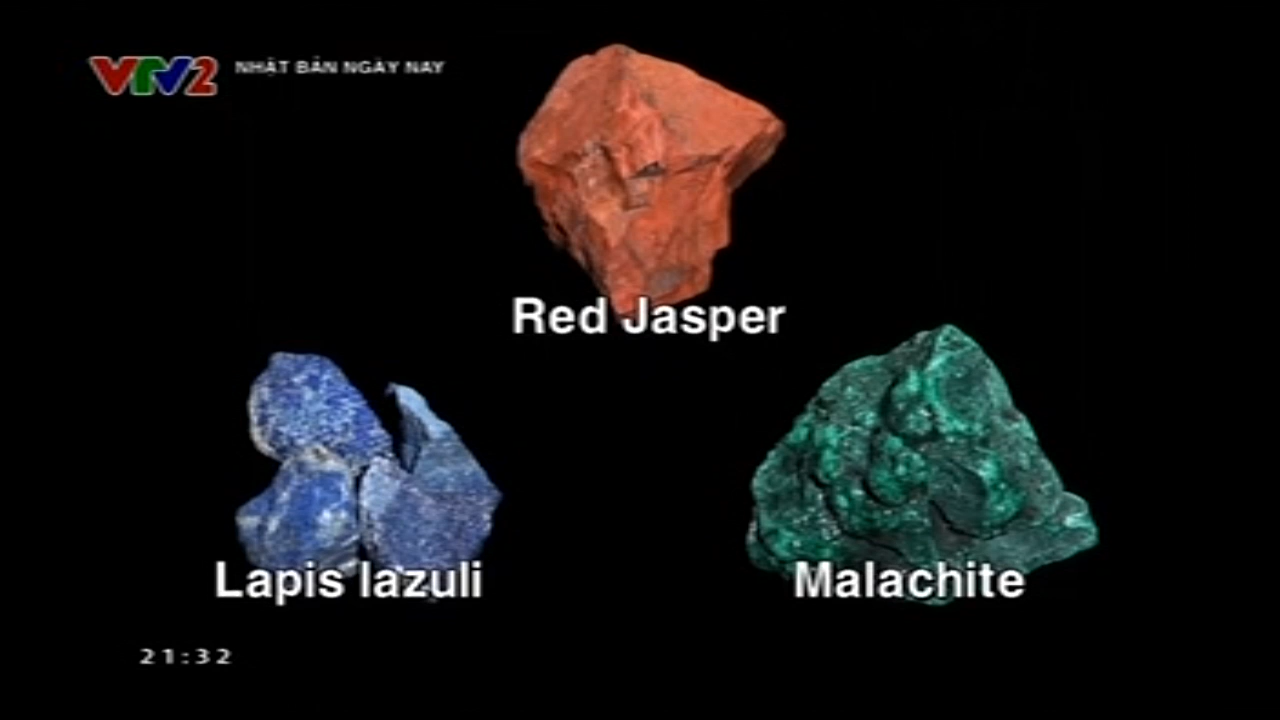 VTV2
NHẬT BẢN NGÀY NAY
Red Jasper
Lapis lazuli
Malachite
21:32